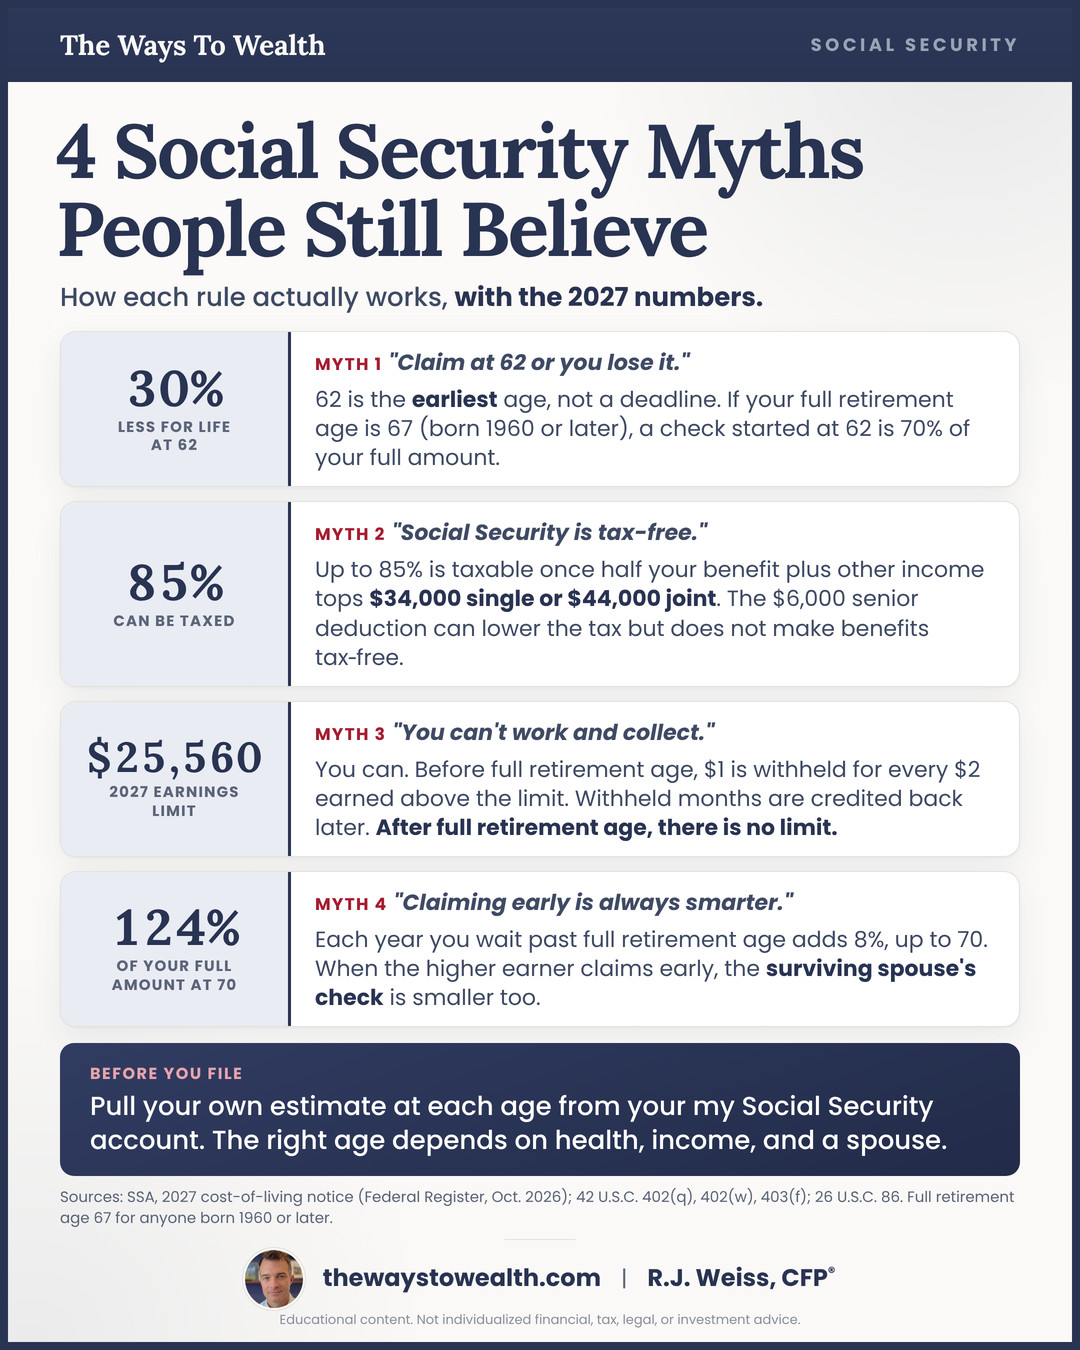 The Ways To Wealth
SOCIAL SECURITY
4 Social Security Myths
People Still Believe
How each rule actually works, with the 2027 numbers.
30%
LESS FOR LIFE
AT 62
MYTH 1 "Claim at 62 or you lose it."
62 is the earliest age, not a deadline. If your full retirement
age is 67 (born 1960 or later), a check started at 62 is 70% of
your full amount.
85%
CAN BE TAXED
MYTH 2 "Social Security is tax-free."
Up to 85% is taxable once half your benefit plus other income
tops $34,000 single or $44,000 joint. The $6,000 senior
deduction can lower the tax but does not make benefits
tax-free.
$25,560
2027 EARNINGS
LIMIT
MYTH 3 "You can't work and collect."
You can. Before full retirement age, $1 is withheld for every $2
earned above the limit. Withheld months are credited back
later. After full retirement age, there is no limit.
124%
OF YOUR FULL
AMOUNT AT 70
MYTH 4 "Claiming early is always smarter."
Each year you wait past full retirement age adds 8%, up to 70.
When the higher earner claims early, the surviving spouse's
check is smaller too.
BEFORE YOU FILE
Pull your own estimate at each age from your my Social Security
account. The right age depends on health, income, and a spouse.
Sources: SSA, 2027 cost-of-living notice (Federal Register, Oct. 2026); 42 U.S.C. 402(q), 402(w), 403(f); 26 U.S.C. 86. Full retirement
age 67 for anyone born 1960 or later.
thewaystowealth.com | R.J. Weiss, CFP®
Educational content. Not individualized financial, tax, legal, or investment advice.